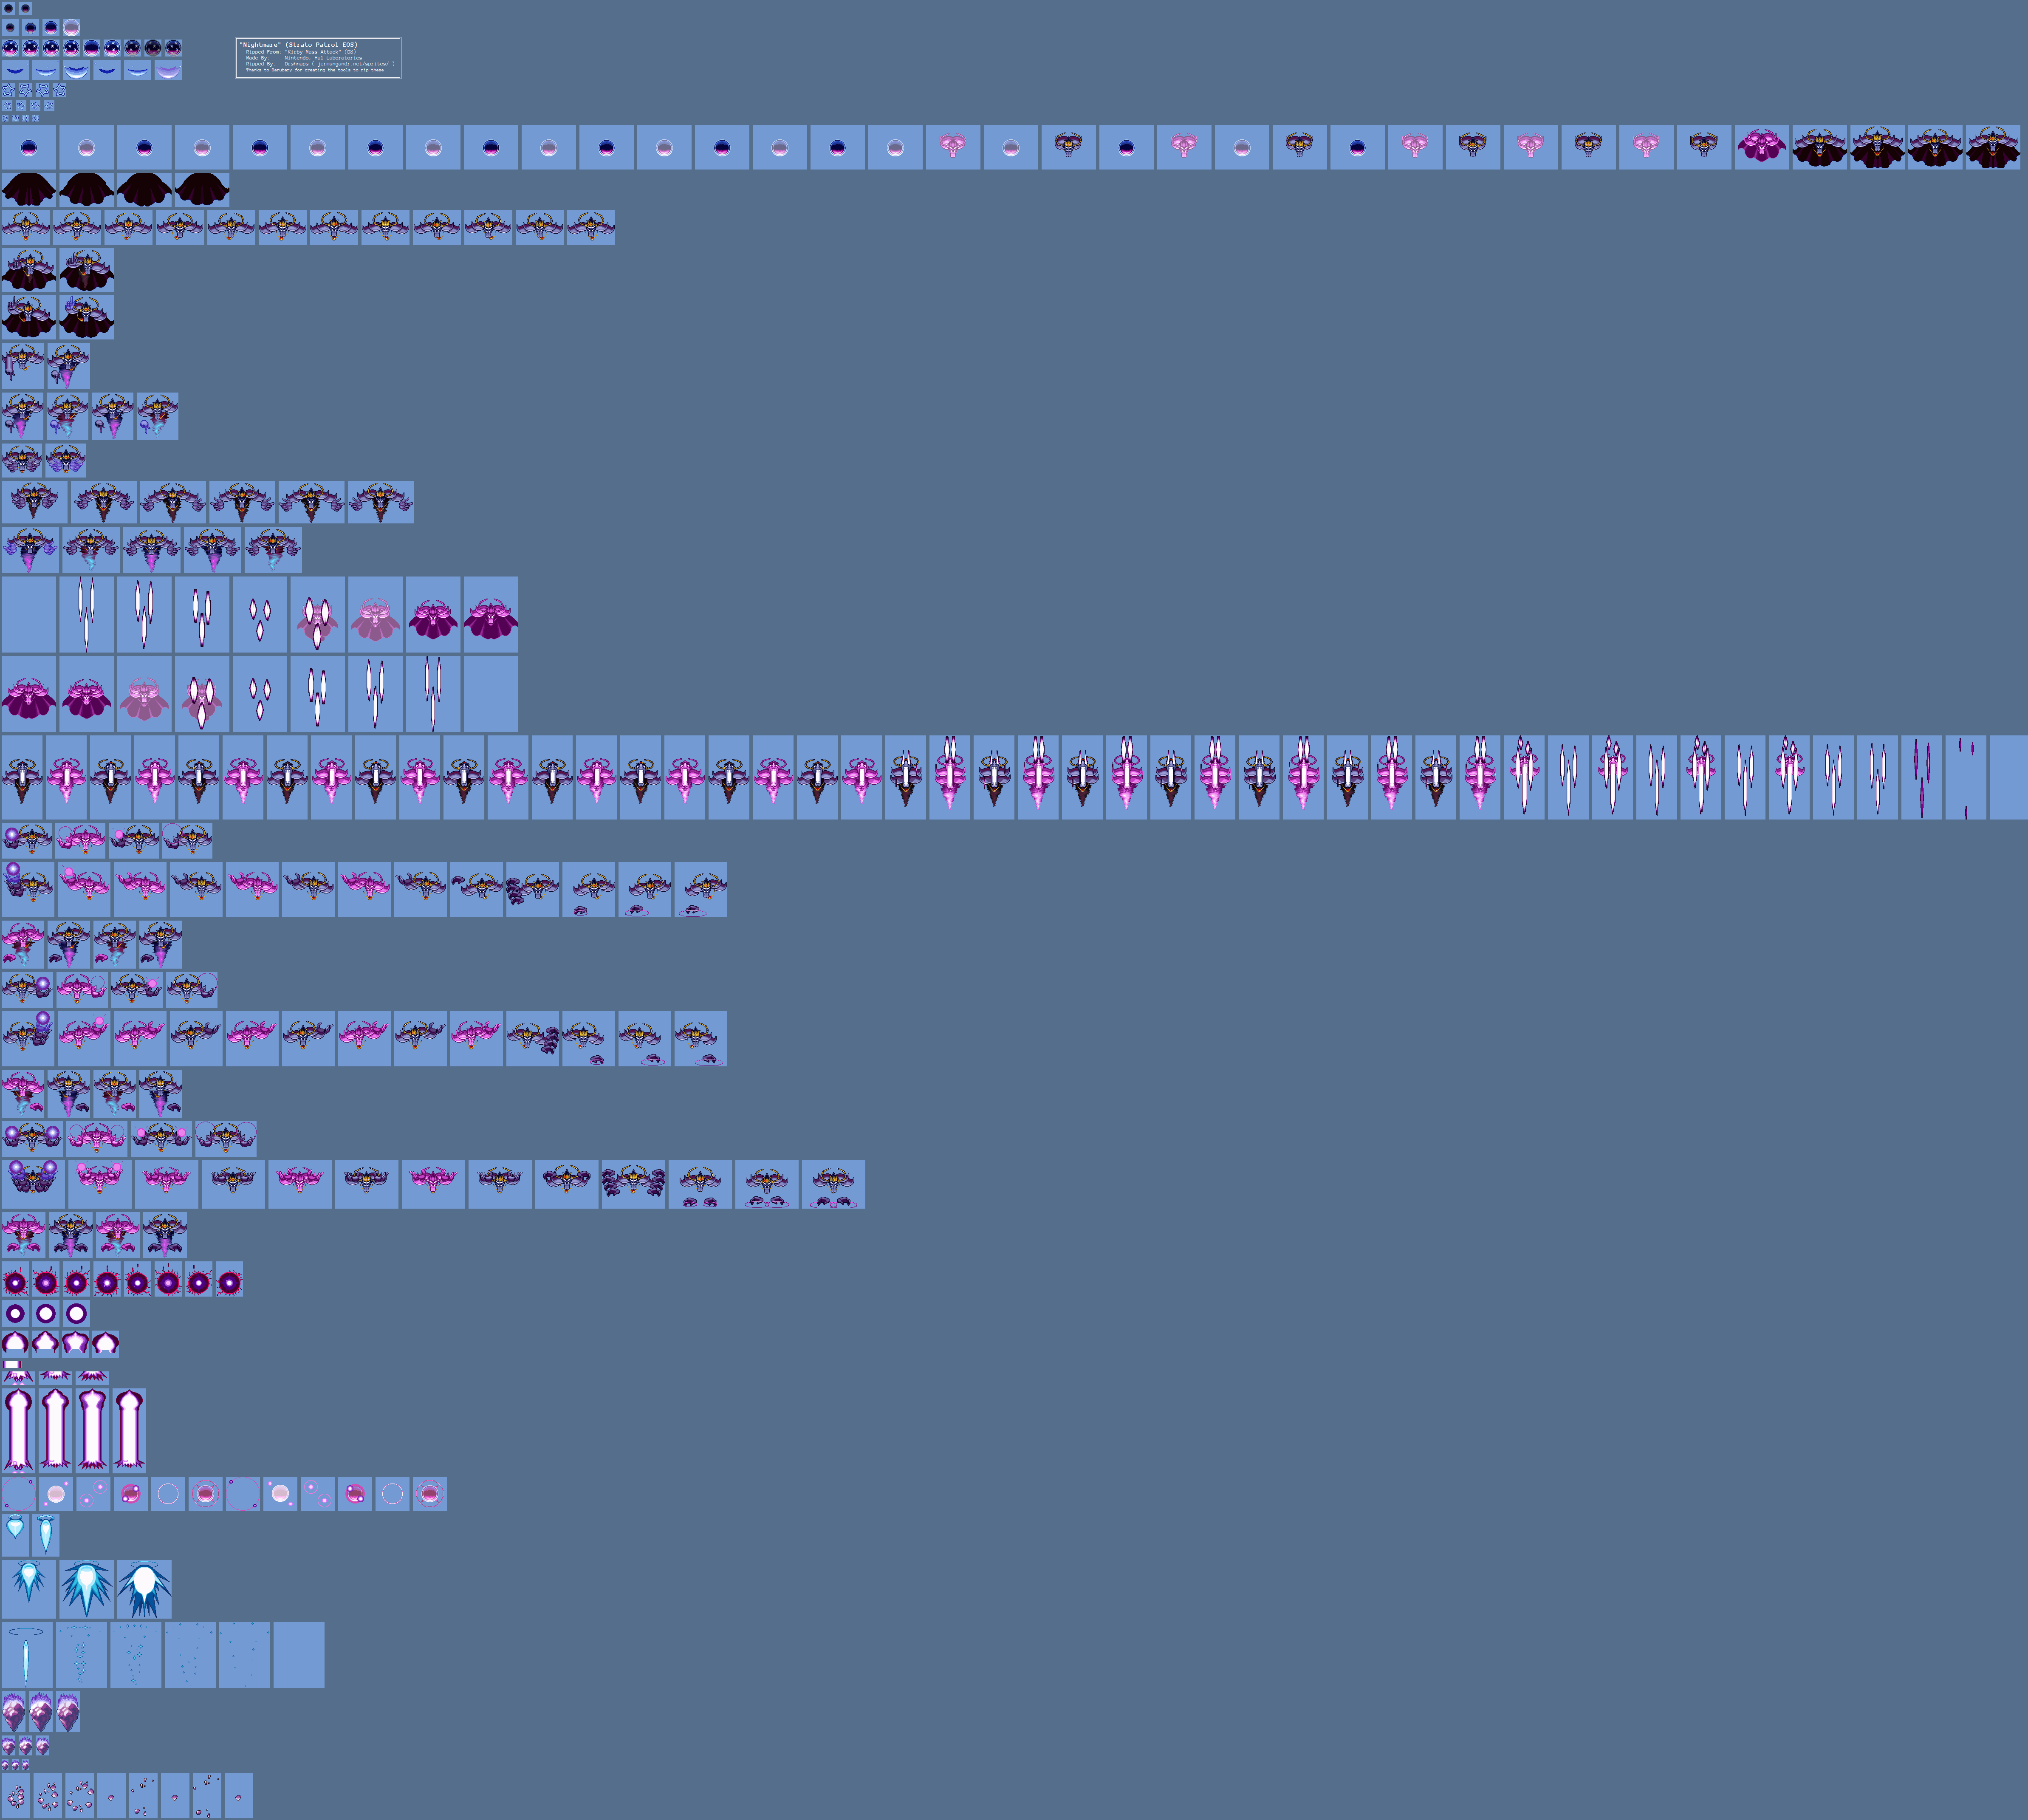 "Nightmare" (Strato Patrol EOS)
Ripped From: "Kirby Mass Attack" (DS)
Made By: Nintendo, Hal Laboratories
Ripped By: Drshnaps ( jermungandr.net/sprites/ )
Thanks to Barubary for creating the tools to rip these